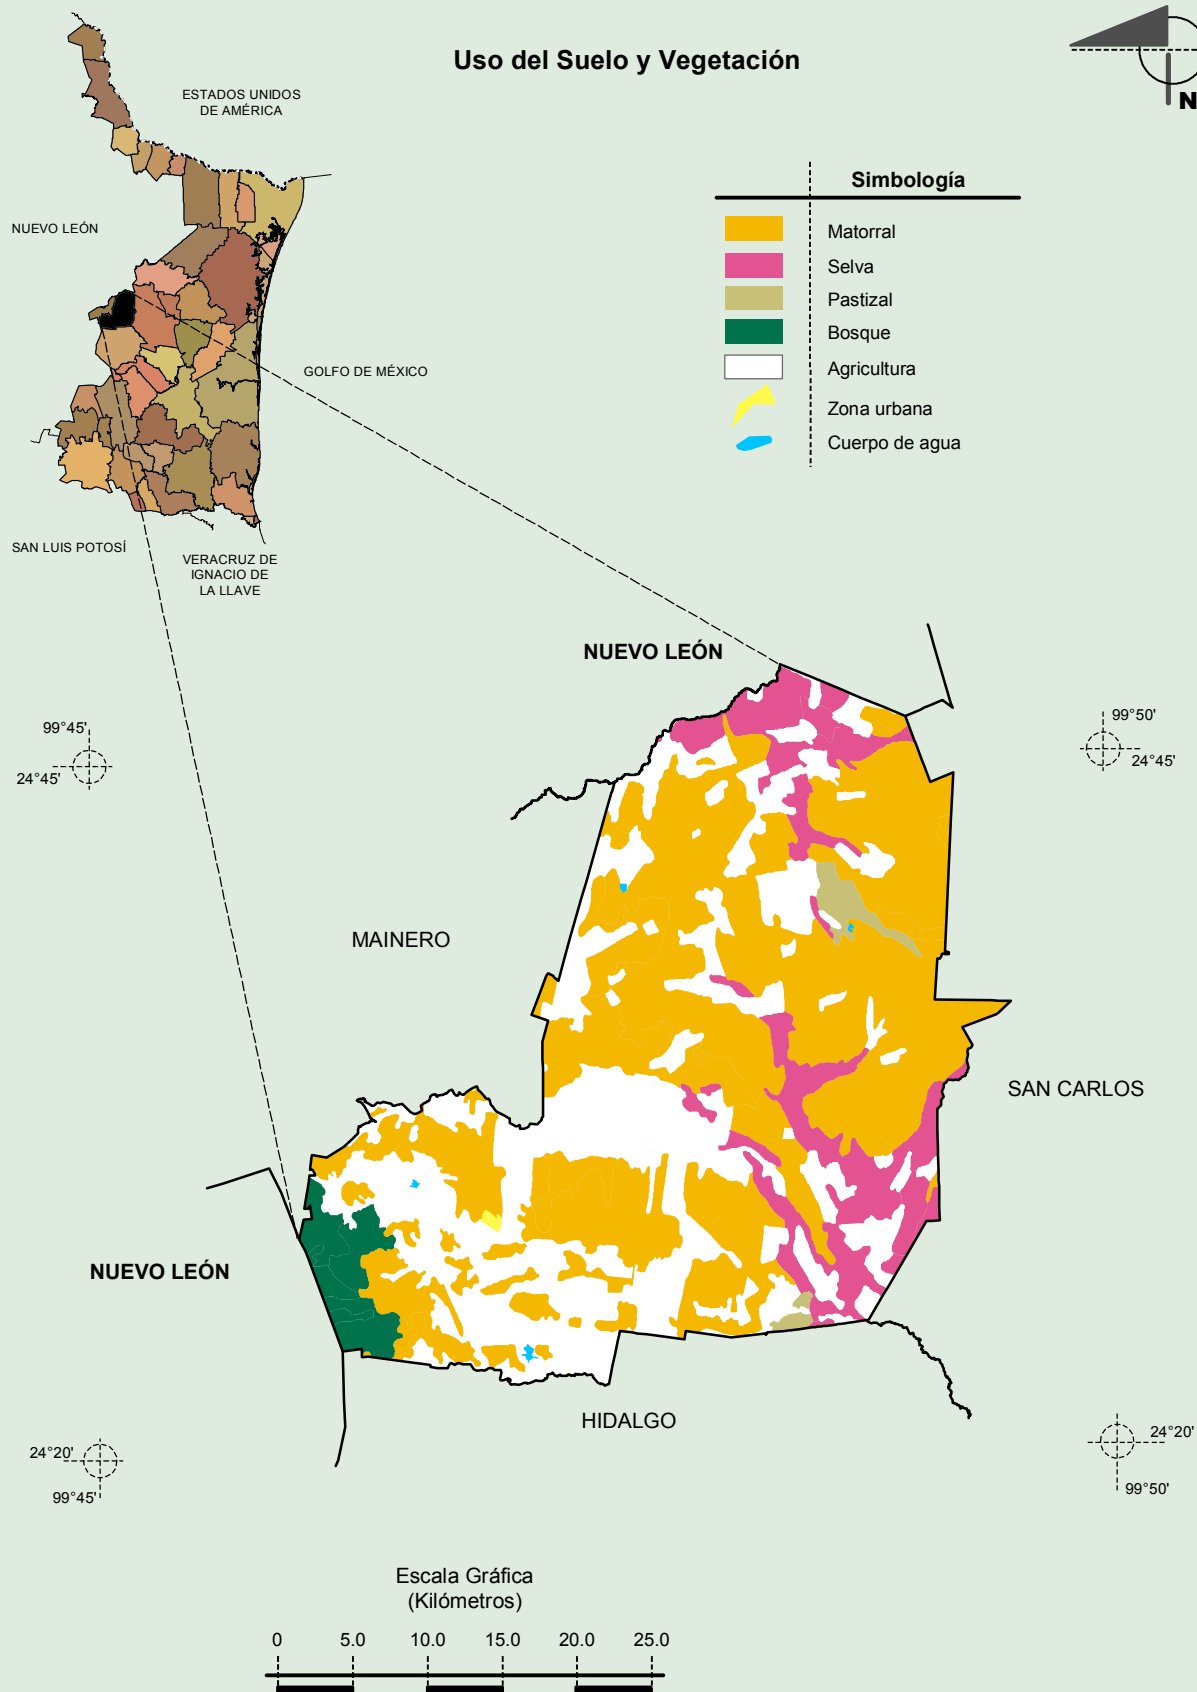 Uso del Suelo y Vegetación
N
ESTADOS UNIDOS
DE AMÉRICA
NUEVO LEÓN
GOLFO DE MÉXICO
SAN LUIS POTOSÍ
VERACRUZ DE
IGNACIO DE
LA LLAVE
Simbología
Matorral
Selva
Pastizal
Bosque
Agricultura
Zona urbana
Cuerpo de agua
NUEVO LEÓN
99°45'
24°45'
99°50'
24°45'
MAINERO
SAN CARLOS
NUEVO LEÓN
HIDALGO
24°20'
99°45'
24°20'
99°50'
Escala Gráfica
(Kilómetros)
0 5.0 10.0 15.0 20.0 25.0